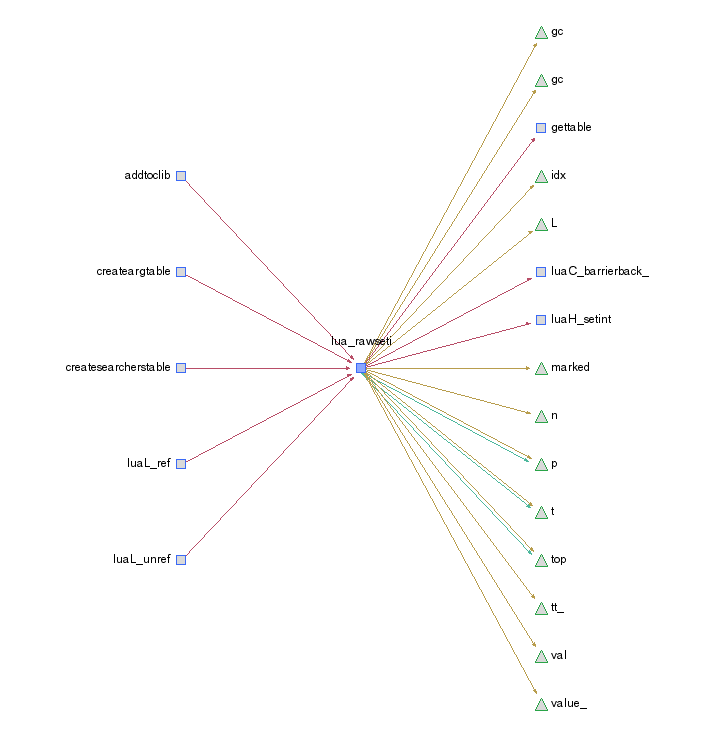 addtoclib
createargtable
createsearcherstable
luaL_ref
luaL_unref
lua_rawseti
gc
gc
gettable
idx
L
luaC_barrierback_
luaH_setint
marked
n
p
t
top
tt_
val
value_